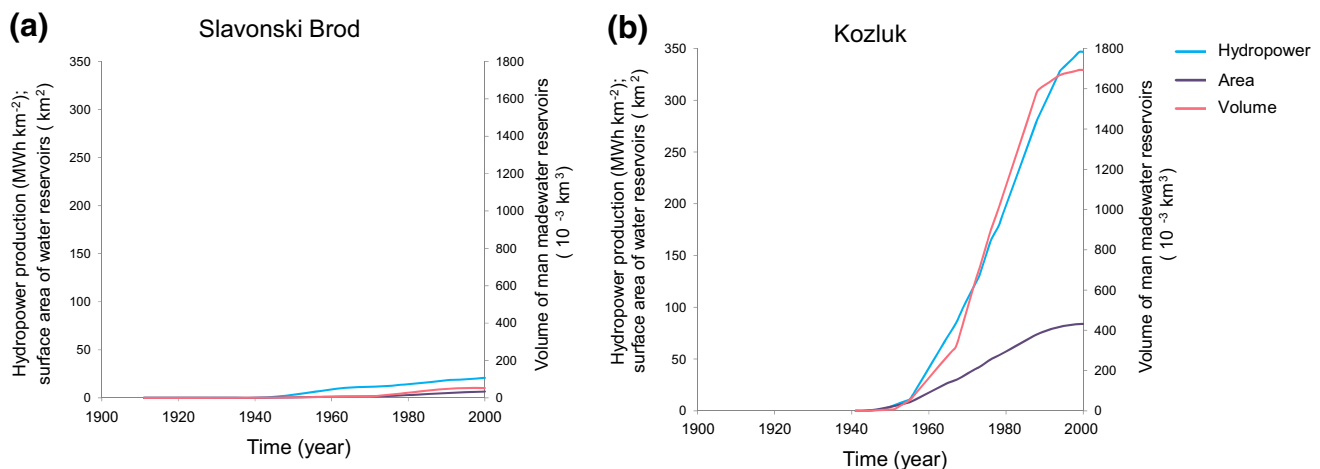 (a)
Slavonski Brod
Hydropower production (MWh km-2);
surface area of water reservoirs ( km2)
350
300
250
200
150
100
50
0
1900
1920
1940
1960
1980
2000
Time (year)
1800
1600
1400
1200
1000
800
600
400
200
0
Volume of man madewater reservoirs
( 10 -3 km3)
(b)
Kozluk
Hydropower production (MWh km-2);
surface area of water reservoirs ( km2)
350
300
250
200
150
100
50
0
1900
1920
1940
1960
1980
2000
Time (year)
1800
1600
1400
1200
1000
800
600
400
200
0
Volume of man madewater reservoirs
( 10 -3 km3)
Hydropower
Area
Volume